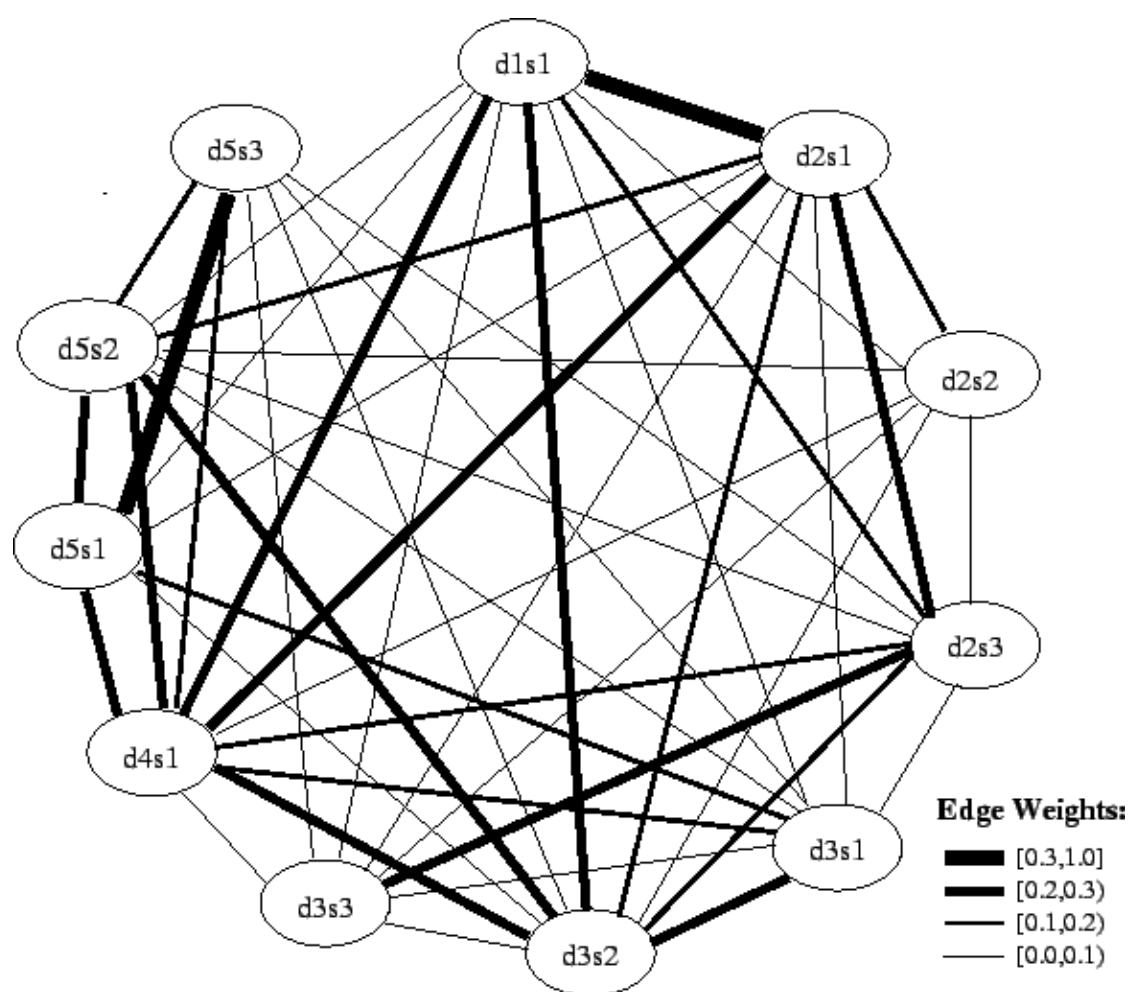 d1s1
d5s3
d2s1
d5s2
d2s2
d5s1
d2s3
d4s1
Edge Weights:
d3s1
[0.3,1.0]
[0.2,0.3)
d3s3
[0.1,0.2)
d3s2
[0.0,0.1)